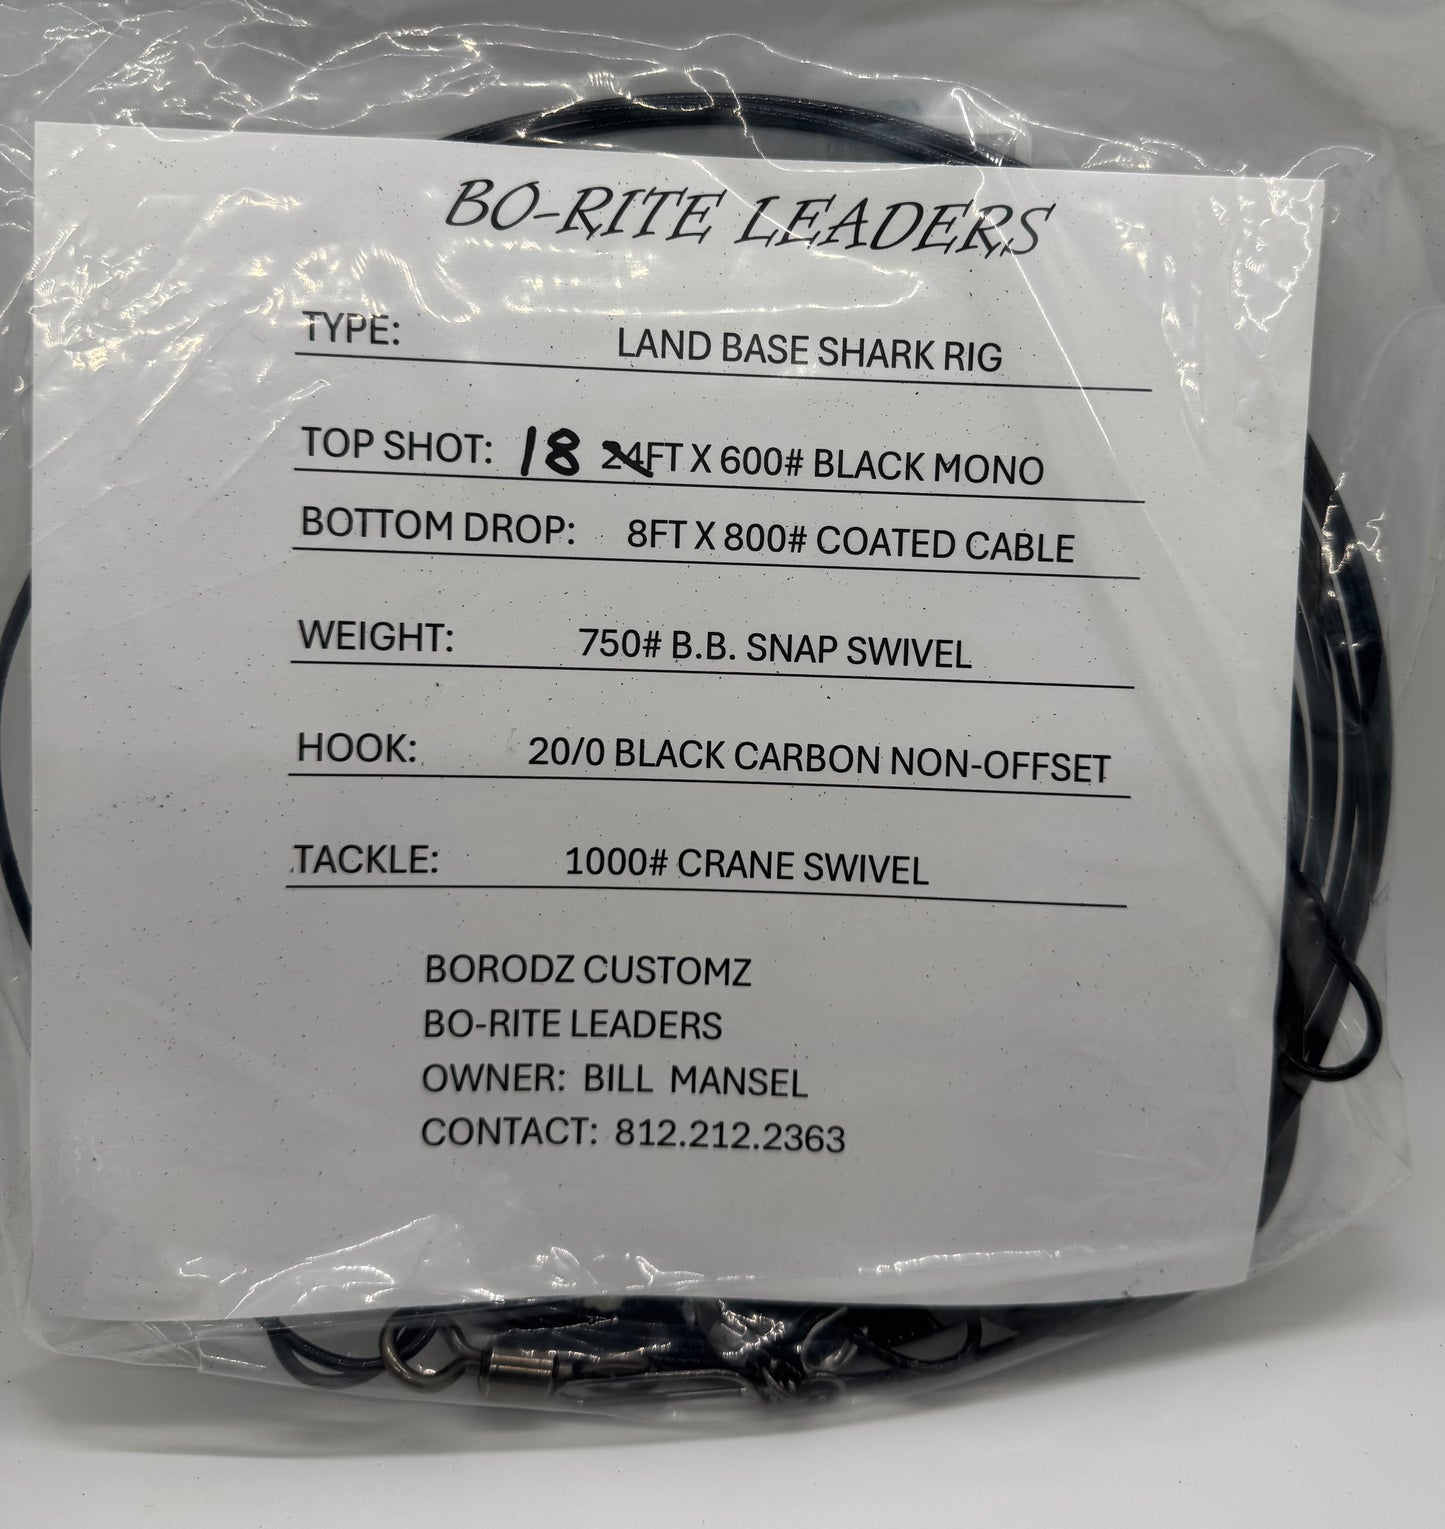 BO-RITE LEADERS
TYPE: LAND BASE SHARK RIG
TOP SHOT: 18 24FT X 600# BLACK MONO
BOTTOM DROP: 8FT X 800# COATED CABLE
WEIGHT: 750# B.B. SNAP SWIVEL
HOOK: 20/0 BLACK CARBON NON-OFFSET
TACKLE: 1000# CRANE SWIVEL
BORODZ CUSTOMZ
BO-RITE LEADERS
OWNER: BILL MANSEL
CONTACT: 812.212.2363